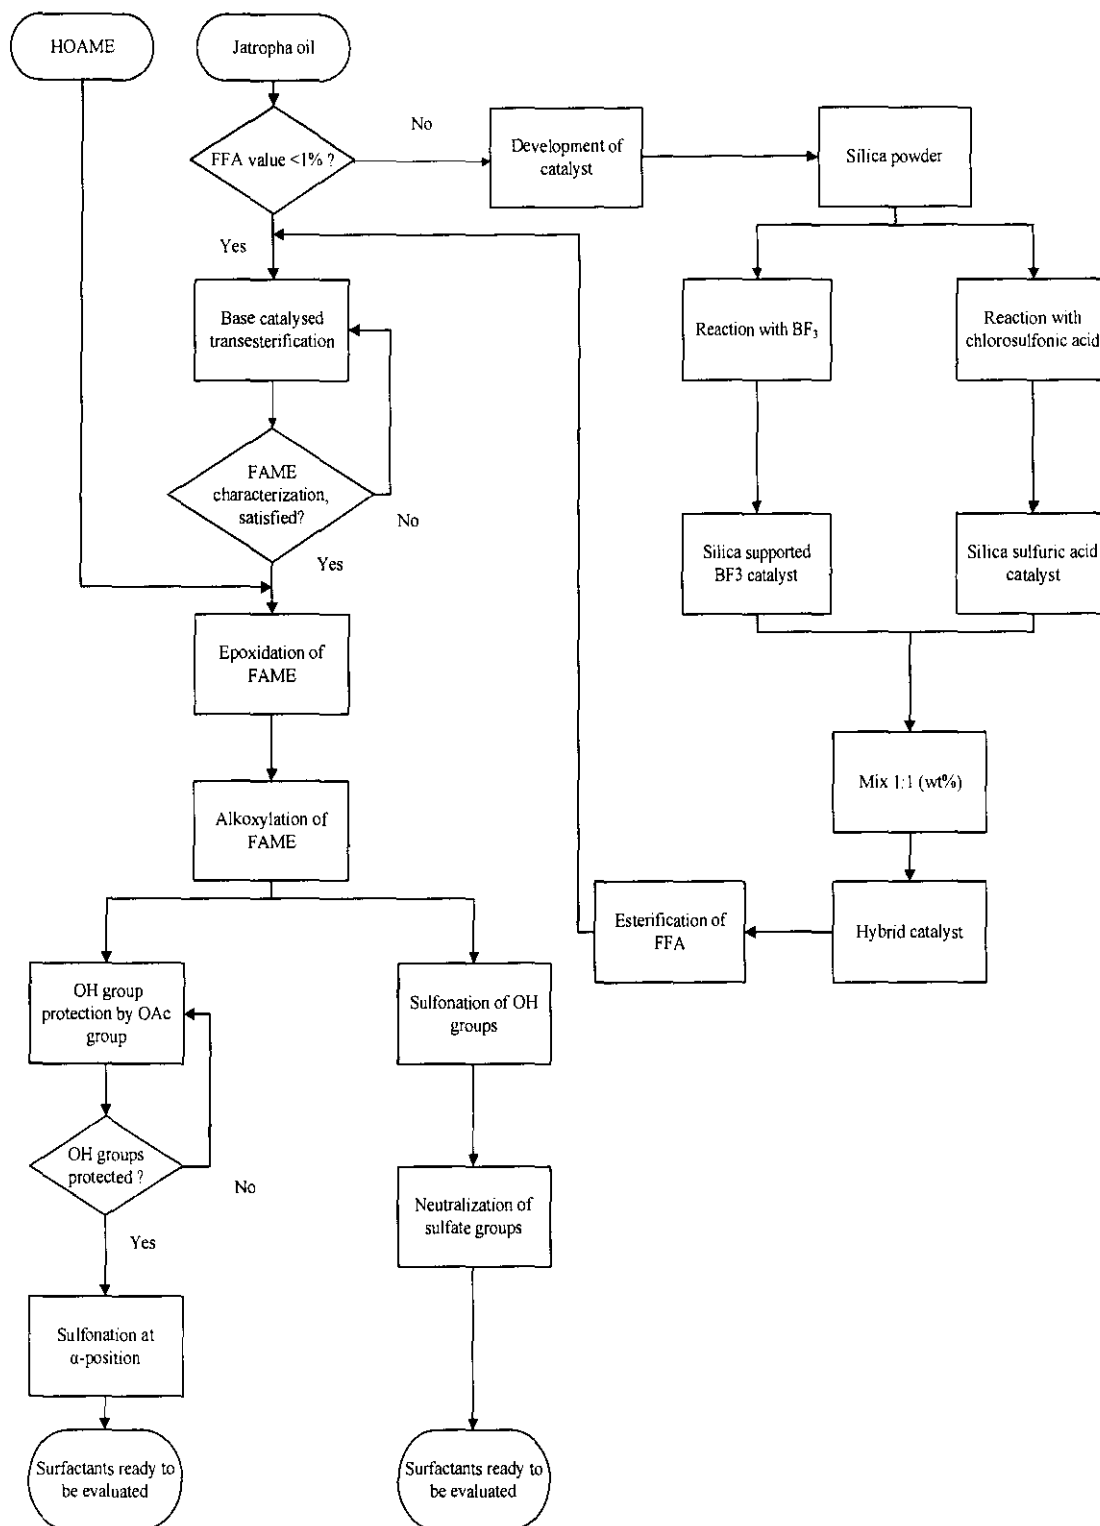 HOAME
Jatropha oil
FFA value <1% ?
No
Development of
catalyst
Silica powder
Yes
Base catalysed
transesterification
Reaction with BF₃
Reaction with
chlorosulfonic acid
FAME
characterization,
satisfied?
No
Yes
Silica supported
BF3 catalyst
Silica sulfuric acid
catalyst
Epoxidation of
FAME
Mix 1:1 (wt%)
Alkoxylation of
FAME
Esterification of
FFA
Hybrid catalyst
OH group
protection by OAc
group
Sulfonation of OH
groups
OH groups
protected ?
No
Yes
Neutralization of
sulfate groups
Sulfonation at
α-position
Surfactants ready to
be evaluated
Surfactants ready to
be evaluated